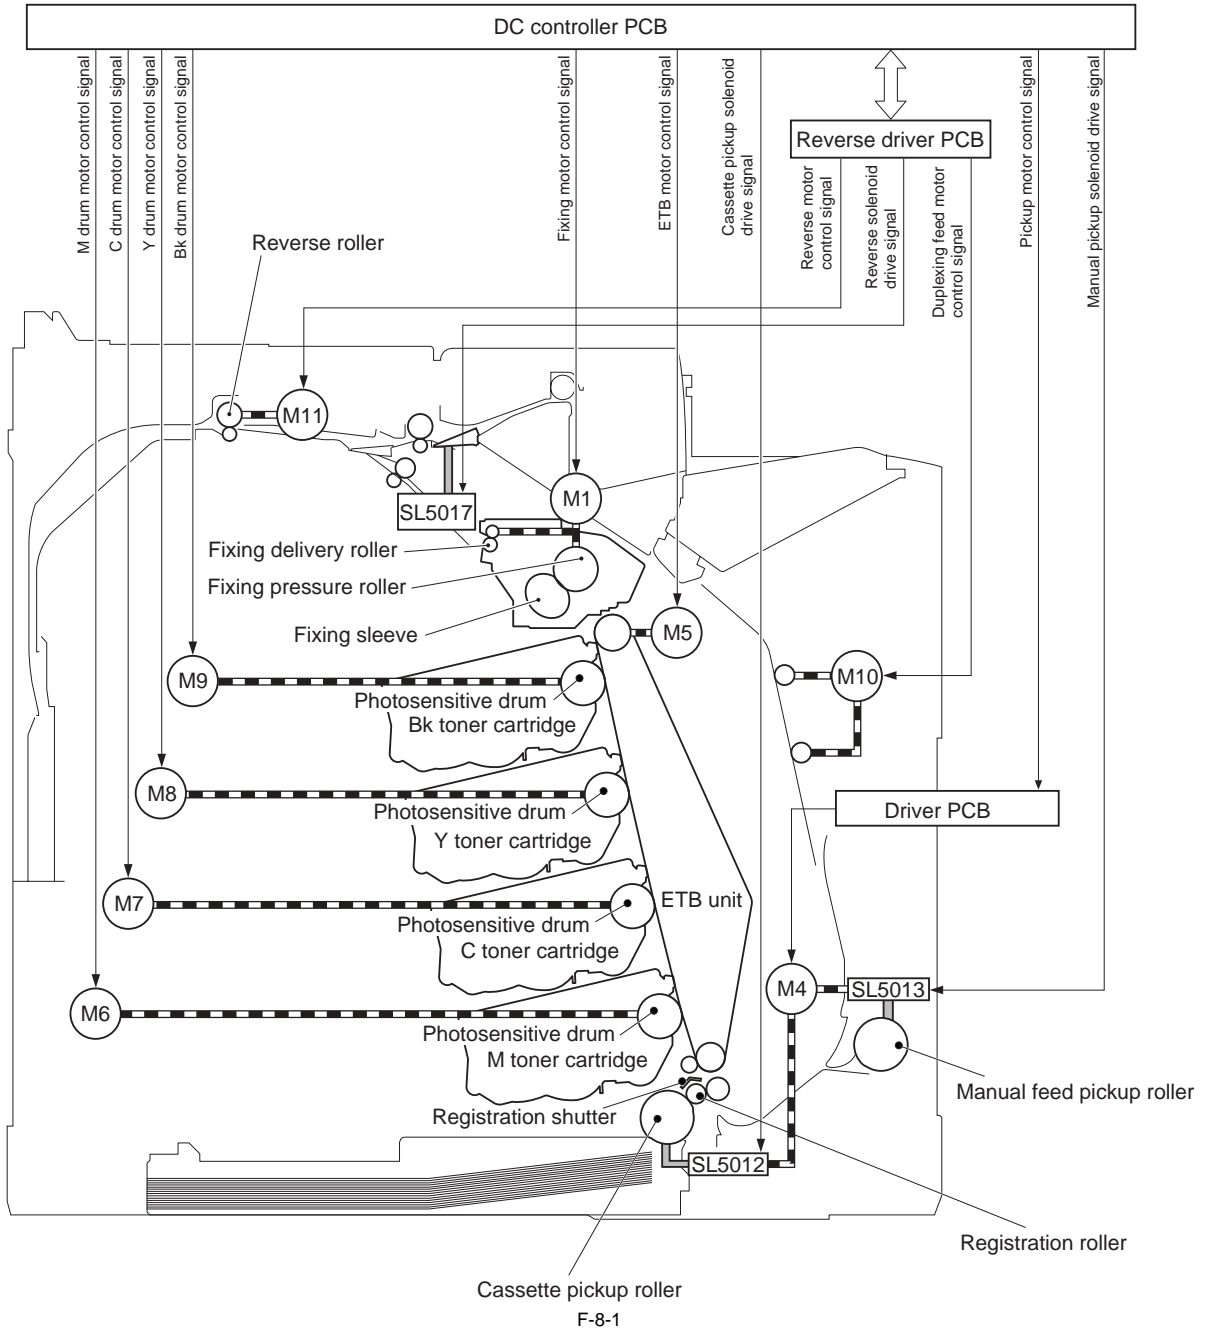 DC controller PCB
M drum motor control signal
C drum motor control signal
Y drum motor control signal
Bk drum motor control signal
Fixing motor control signal
ETB motor control signal
Cassette pickup solenoid
drive signal
Reverse driver PCB
Reverse motor
control signal
Reverse solenoid
drive signal
Duplexing feed motor
control signal
Pickup motor control signal
Manual pickup solenoid drive signal
Reverse roller
M11
M1
SL5017
Fixing delivery roller
Fixing pressure roller
Fixing sleeve
M5
M9
Photosensitive drum
Bk toner cartridge
M10
M8
Photosensitive drum
Y toner cartridge
Driver PCB
M7
Photosensitive drum
C toner cartridge
ETB unit
M4
SL5013
M6
Photosensitive drum
M toner cartridge
Manual feed pickup roller
Registration shutter
SL5012
Registration roller
Cassette pickup roller
F-8-1